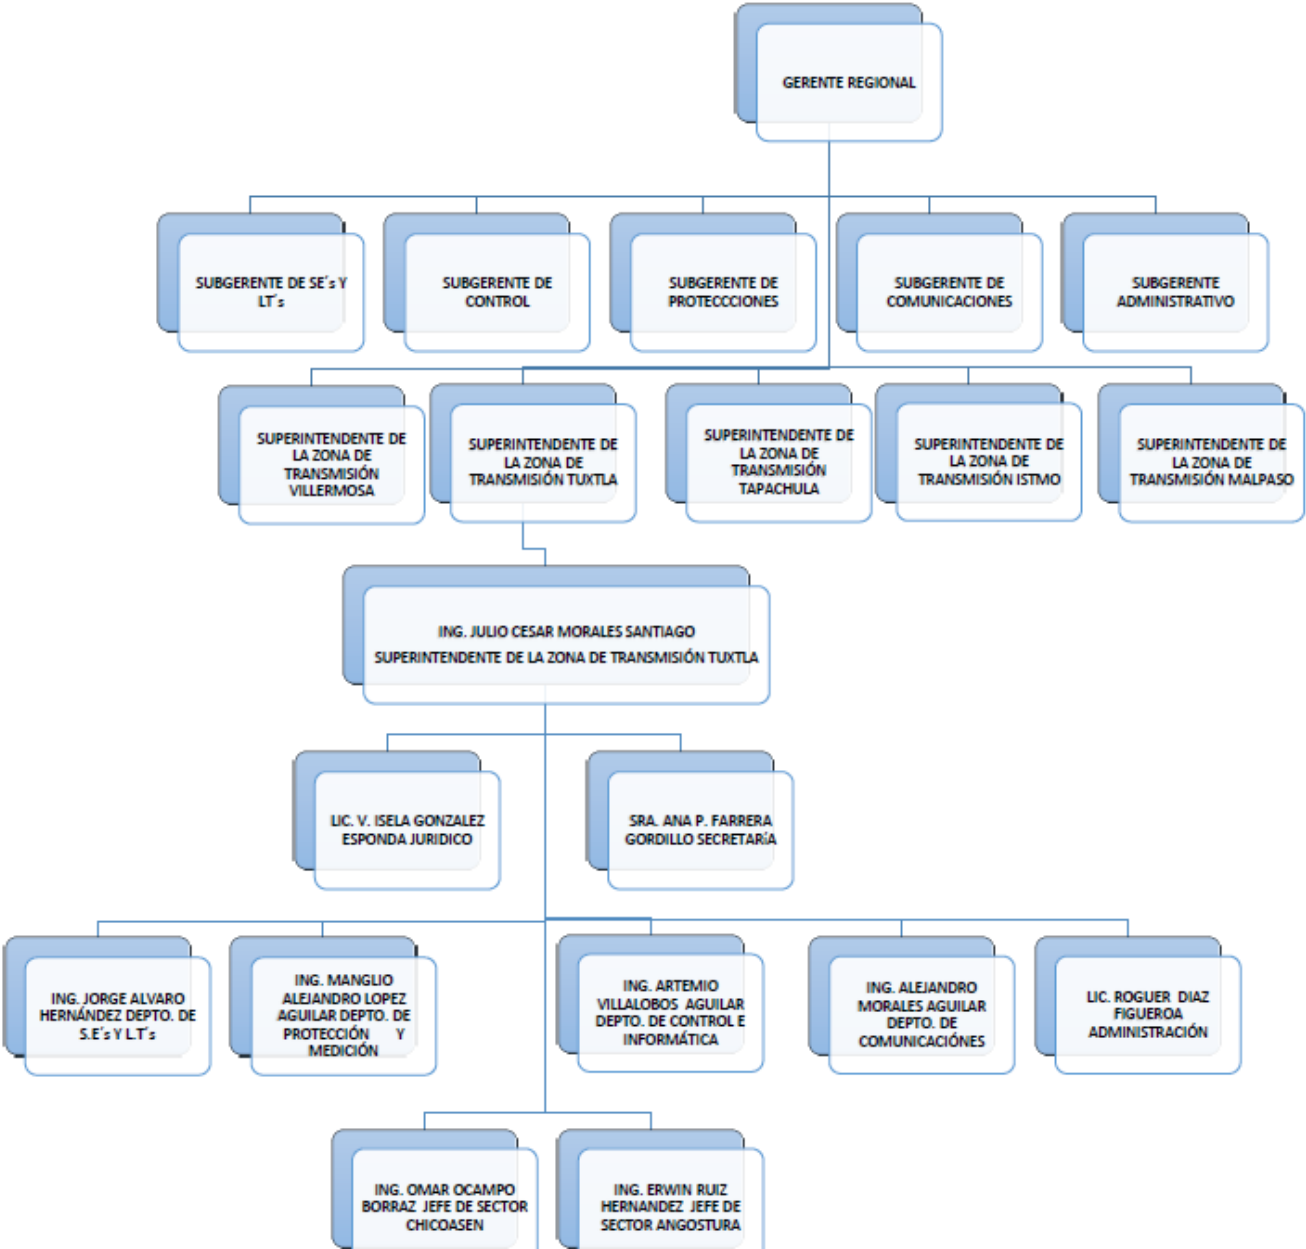 GERENTE REGIONAL
SUBGERENTE DE SE´s Y
LT´s
SUBGERENTE DE
CONTROL
SUBGERENTE DE
PROTECCCIONES
SUBGERENTE DE
COMUNICACIONES
SUBGERENTE
ADMINISTRATIVO
SUPERINTENDENTE DE
LA ZONA DE
TRANSMISIÓN
VILLERMOSA
SUPERINTENDENTE DE
LA ZONA DE
TRANSMISIÓN TUXTLA
SUPERINTENDENTE DE
LA ZONA DE
TRANSMISIÓN
TAPACHULA
SUPERINTENDENTE DE
LA ZONA DE
TRANSMISIÓN ISTMO
SUPERINTENDENTE DE
LA ZONA DE
TRANSMISIÓN MALPASO
ING. JULIO CESAR MORALES SANTIAGO
SUPERINTENDENTE DE LA ZONA DE TRANSMISIÓN TUXTLA
LIC. V. ISELA GONZALEZ
ESPONDA JURIDICO
SRA. ANA P. FARRERA
GORDILLO SECRETARíA
ING. JORGE ALVARO
HERNÁNDEZ DEPTO. DE
S.E´s Y L.T´s
ING. MANGLIO
ALEJANDRO LOPEZ
AGUILAR DEPTO. DE
PROTECCIÓN Y
MEDICIÓN
ING. ARTEMIO
VILLALOBOS AGUILAR
DEPTO. DE CONTROL E
INFORMÁTICA
ING. ALEJANDRO
MORALES AGUILAR
DEPTO. DE
COMUNICACIÓNES
LIC. ROGUER DIAZ
FIGUEROA
ADMINISTRACIÓN
ING. OMAR OCAMPO
BORRAZ JEFE DE SECTOR
CHICOASEN
ING. ERWIN RUIZ
HERNANDEZ JEFE DE
SECTOR ANGOSTURA